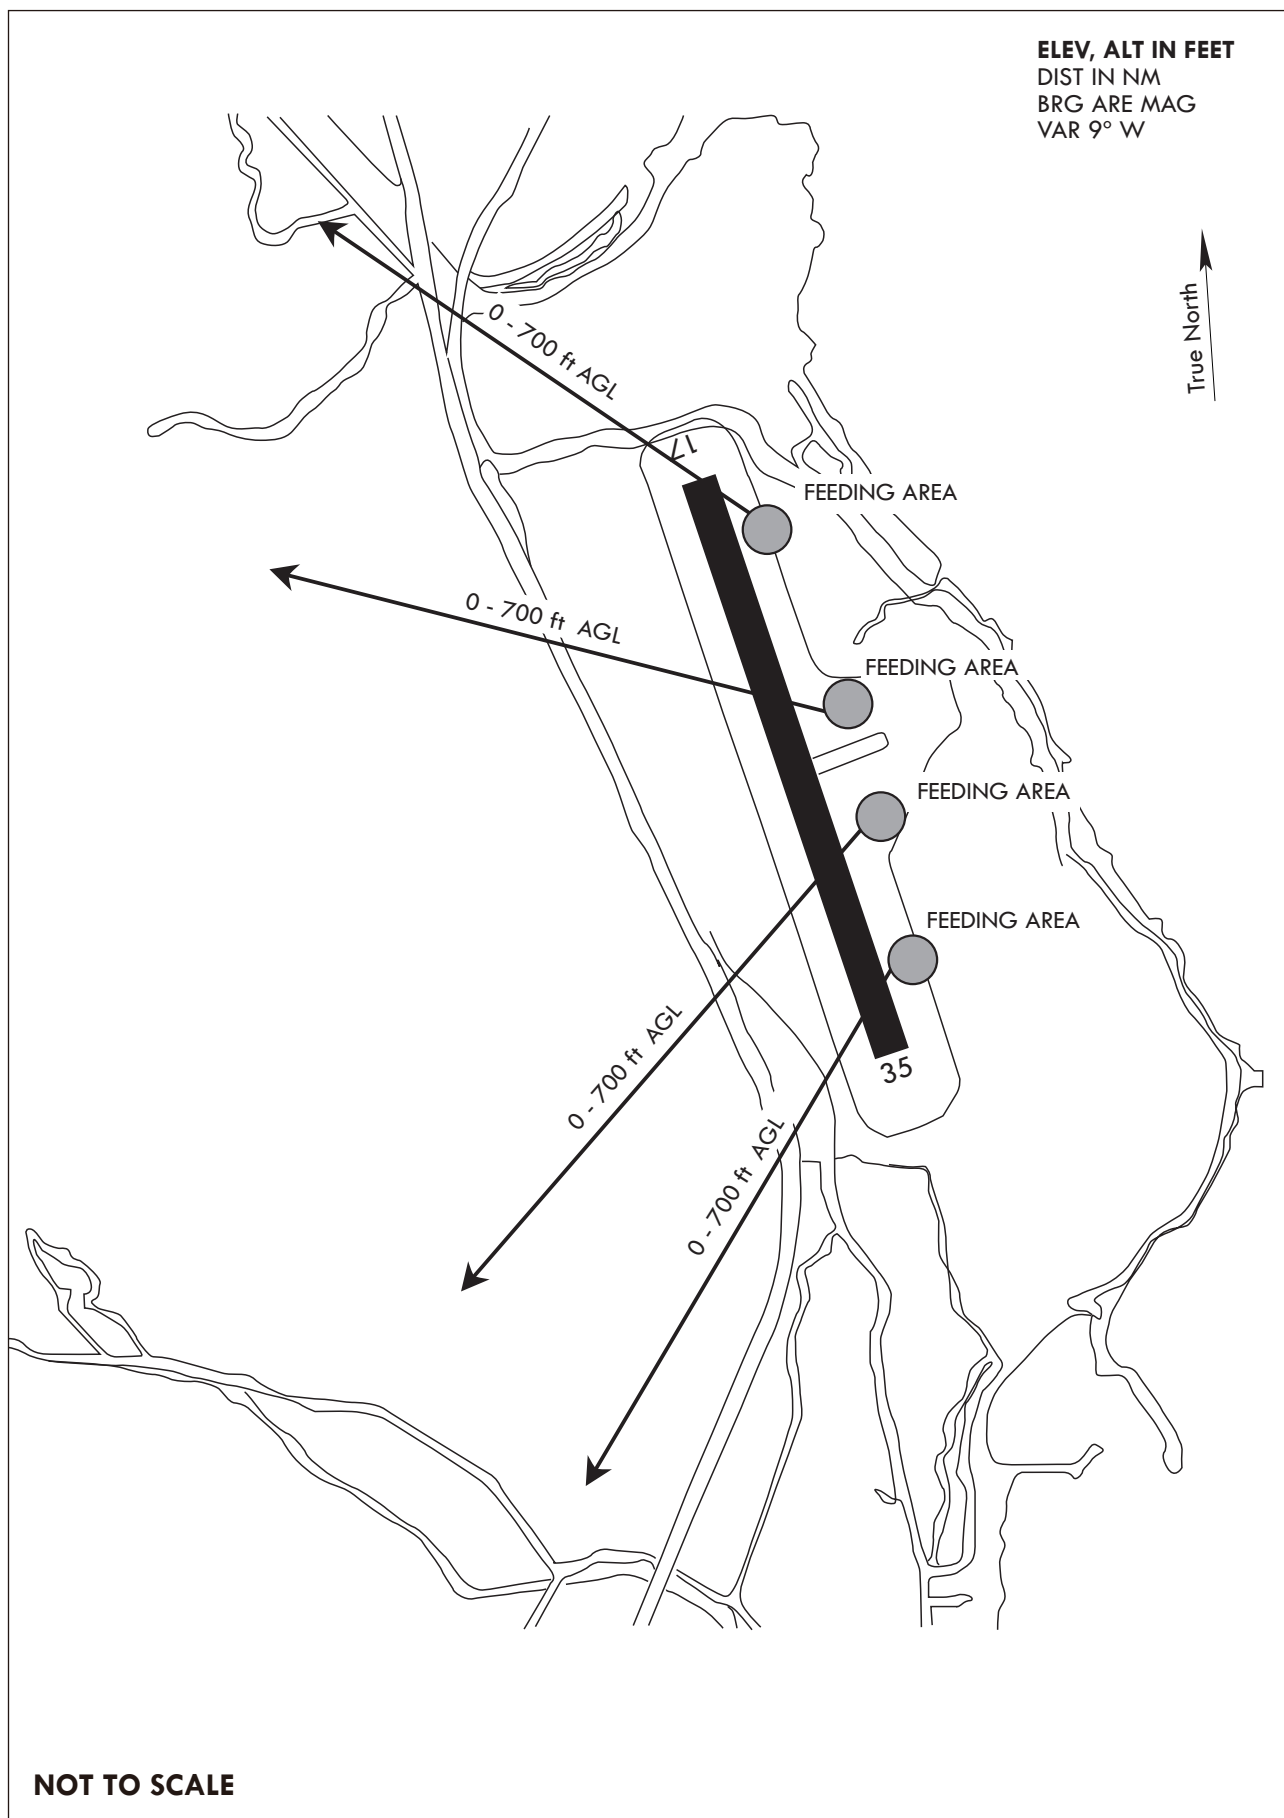 ELEV, ALT IN FEET
DIST IN NM
BRG ARE MAG
VAR 9° W
True North
0 - 700 ft AGL
17
FEEDING AREA
0 - 700 ft AGL
FEEDING AREA
FEEDING AREA
FEEDING AREA
0 - 700 ft AGL
35
0 - 700 ft AGL
NOT TO SCALE